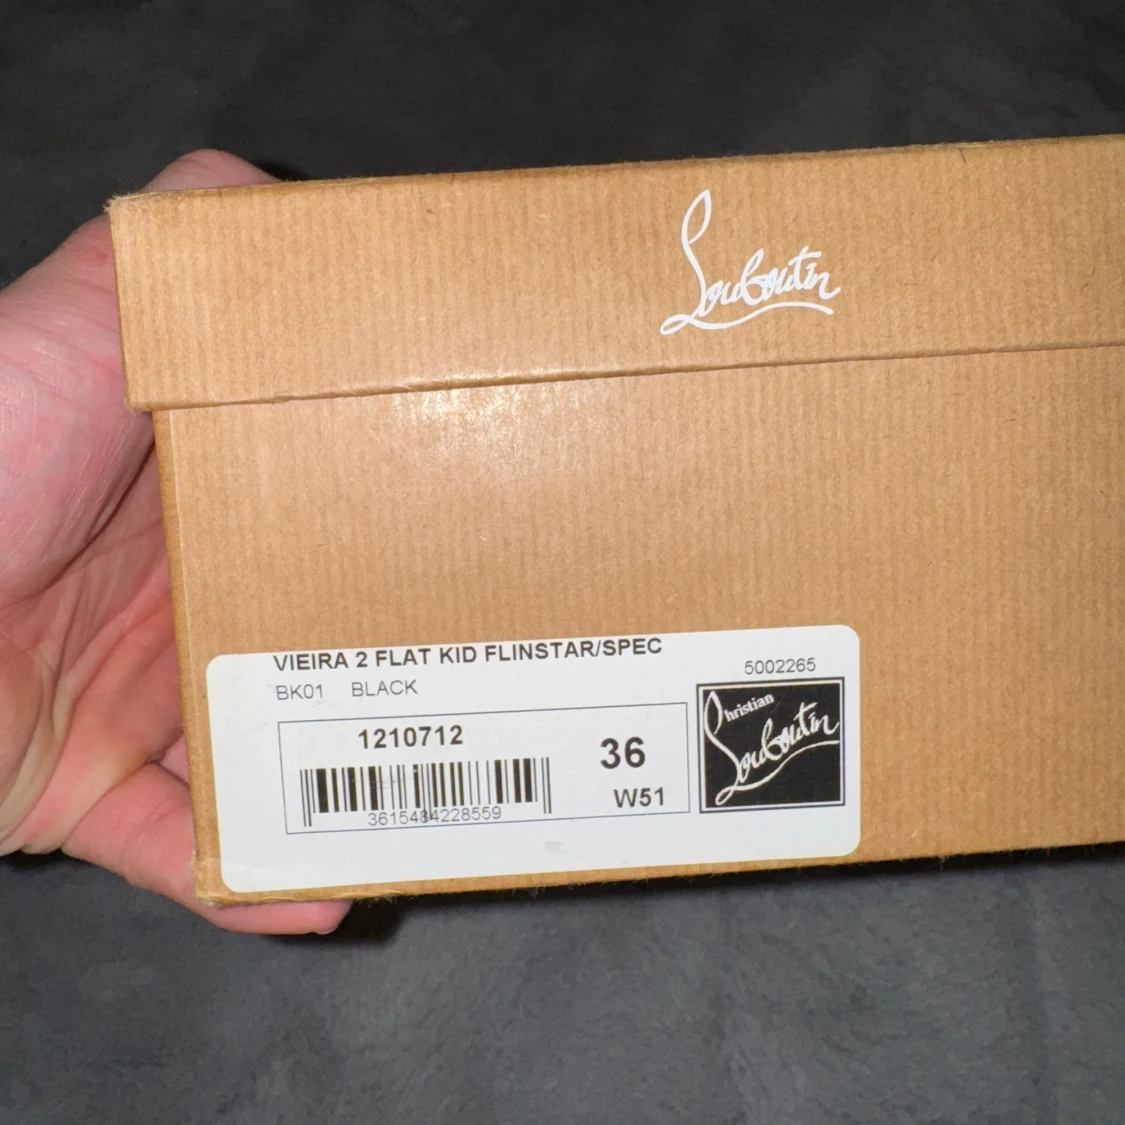 Louboutin
VIEIRA 2 FLAT KID FLINSTAR/SPEC
BK01 BLACK
5002265
1210712
36
W51
3615484228559
Christian
Louboutin